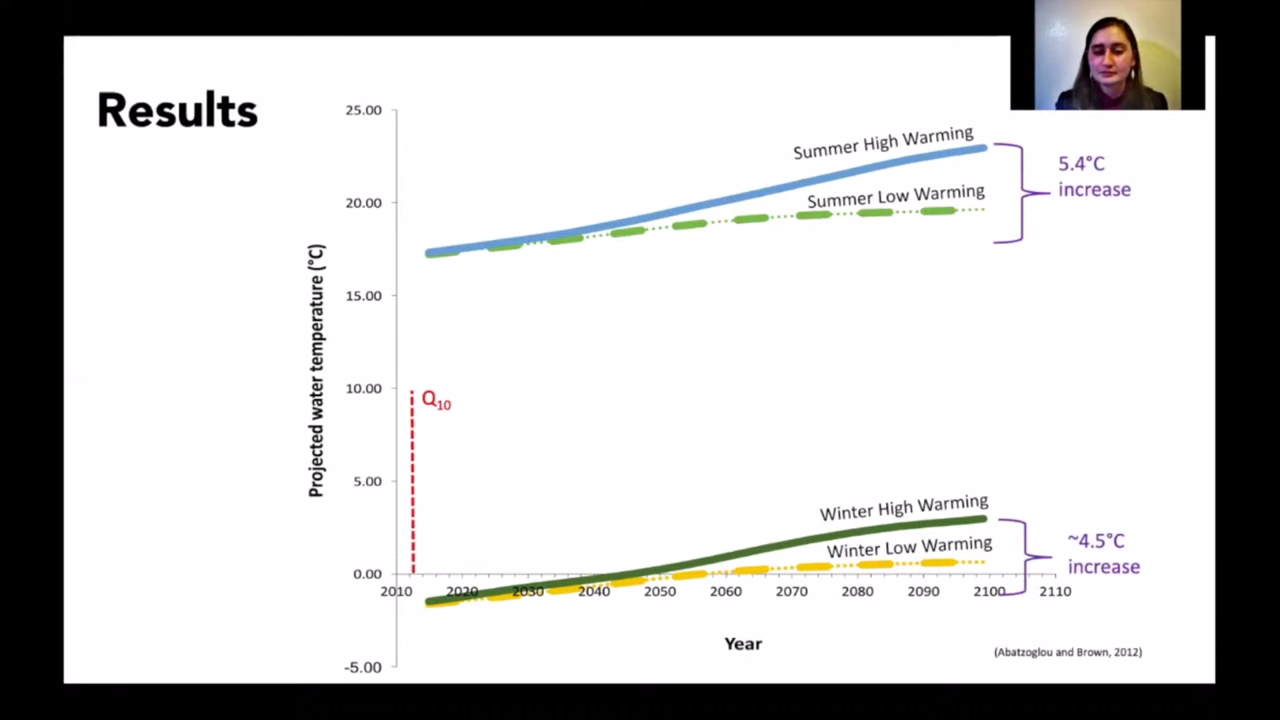 Results
25.00
20.00
15.00
10.00
5.00
0.00
-5.00
Projected water temperature (°C)
Summer High Warming
Summer Low Warming
5.4°C
increase
Q10
Winter High Warming
Winter Low Warming
~4.5°C
increase
2010 2020 2030 2040 2050 2060 2070 2080 2090 2100 2110
Year
(Abatzoglou and Brown, 2012)